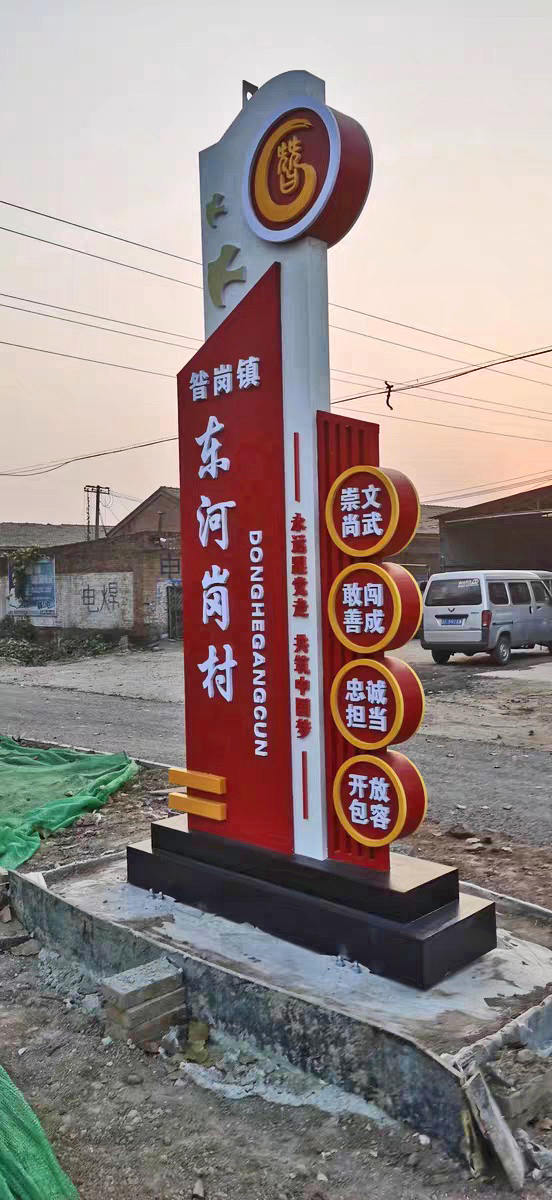 昝岗镇
东河岗村
DONGHEGANGCUN
永远跟党走 共筑中国梦
崇文
尚武
敢闯
善成
忠诚
担当
开放
包容
电焊